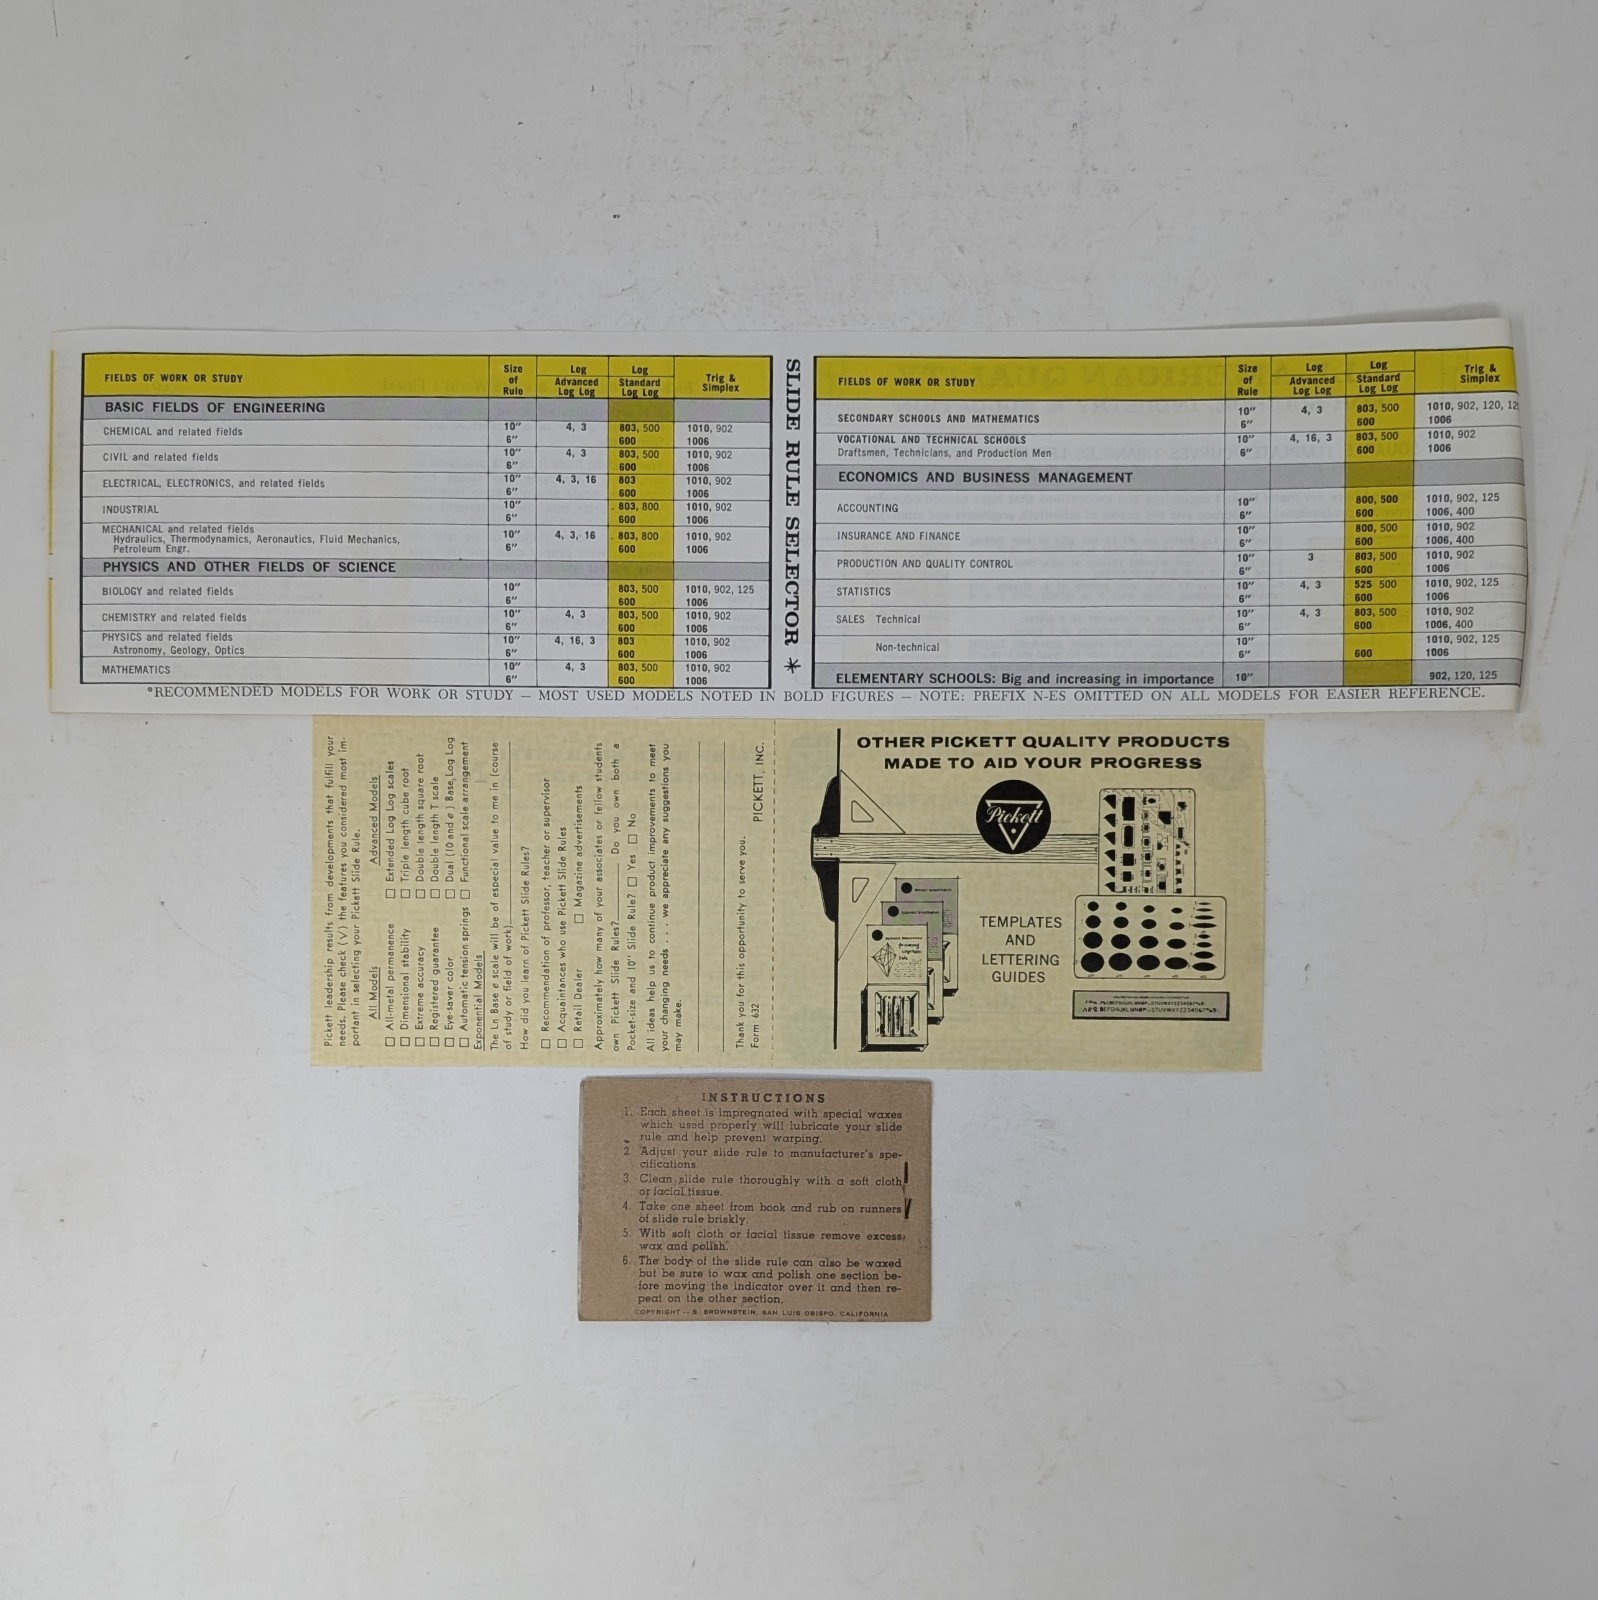 FIELDS OF WORK OR STUDY Size of Rule Log Advanced Log Log Log Standard Log Log Trig & Simplex
BASIC FIELDS OF ENGINEERING
CHEMICAL and related fields 10" 4, 3 803, 500 1010, 902
6" 600 1006
CIVIL and related fields 10" 4, 3 803, 500 1010, 902
6" 600 1006
ELECTRICAL, ELECTRONICS, and related fields 10" 4, 3, 16 803 1010, 902
6" 600 1006
INDUSTRIAL 10" 803, 800 1010, 902
6" 600 1006
MECHANICAL and related fields 10" 4, 3, 16 803, 800 1010, 902
Hydraulics, Thermodynamics, Aeronautics, Fluid Mechanics,
Petroleum Engr. 6" 600 1006
PHYSICS AND OTHER FIELDS OF SCIENCE
BIOLOGY and related fields 10" 803, 500 1010, 902, 125
6" 600 1006
CHEMISTRY and related fields 10" 4, 3 803, 500 1010, 902
6" 600 1006
PHYSICS and related fields 10" 4, 16, 3 803 1010, 902
Astronomy, Geology, Optics 6" 600 1006
MATHEMATICS 10" 4, 3 803, 500 1010, 902
6" 600 1006
SLIDE RULE SELECTOR *
FIELDS OF WORK OR STUDY Size of Rule Log Advanced Log Log Log Standard Log Log Trig & Simplex
SECONDARY SCHOOLS AND MATHEMATICS 10" 4, 3 803, 500 1010, 902, 120,
6" 600 1006
VOCATIONAL AND TECHNICAL SCHOOLS 10" 4, 16, 3 803, 500 1010, 902
Draftsmen, Technicians, and Production Men 6" 600 1006
ECONOMICS AND BUSINESS MANAGEMENT
ACCOUNTING 10" 800, 500 1010, 902, 125
6" 600 1006, 400
INSURANCE AND FINANCE 10" 800, 500 1010, 902
6" 600 1006, 400
PRODUCTION AND QUALITY CONTROL 10" 3 803, 500 1010, 902
6" 600 1006
STATISTICS 10" 4, 3 525 500 1010, 902, 125
6" 600 1006
SALES Technical 10" 4, 3 803, 500 1010, 902
6" 600 1006, 400
Non-technical 10" 1010, 902, 125
6" 600 1006
ELEMENTARY SCHOOLS: Big and increasing in importance 10" 902, 120, 125
*RECOMMENDED MODELS FOR WORK OR STUDY — MOST USED MODELS NOTED IN BOLD FIGURES — NOTE: PREFIX N-ES OMITTED ON ALL MODELS FOR EASIER REFERENCE.
Pickett leadership results from developments that fulfill your
needs. Please check (√) the features you considered most im-
portant in selecting your Pickett Slide Rule.
All Models Advanced Models
□ All-metal permanence □ Extended Log Log scales
□ Dimensional stability □ Triple length cube root
□ Extreme accuracy □ Double length square root
□ Registered guarantee □ Double length T scale
□ Eye-saver color □ Dual (10 and e) Base, Log Log
□ Automatic tension springs □ Functional scale arrangement
Exponential Models
The Ln Base e scale will be of especial value to me in (course
of study or field of work)
How did you learn of Pickett Slide Rules?
□ Recommendation of professor, teacher or supervisor
□ Acquaintances who use Pickett Slide Rules
□ Retail Dealer □ Magazine advertisements
Approximately how many of your associates or fellow students
own Pickett Slide Rules? Do you own both a
Pocket-size and 10" Slide Rule? □ Yes □ No
All ideas help us to continue product improvements to meet
your changing needs . . . we appreciate any suggestions you
may make.
Thank you for this opportunity to serve you.
Form 632 PICKETT, INC.
OTHER PICKETT QUALITY PRODUCTS
MADE TO AID YOUR PROGRESS
Pickett
TEMPLATES
AND
LETTERING
GUIDES
INSTRUCTIONS
1. Each sheet is impregnated with special waxes
which used properly will lubricate your slide
rule and help prevent warping.
2. Adjust your slide rule to manufacturer's spe-
cifications.
3. Clean slide rule thoroughly with a soft cloth
or facial tissue.
4. Take one sheet from book and rub on runners
of slide rule briskly.
5. With soft cloth or facial tissue remove excess
wax and polish.
6. The body of the slide rule can also be waxed
but be sure to wax and polish one section be-
fore moving the indicator over it and then re-
peat on the other section.
COPYRIGHT -- S. BROWNSTEIN, SAN LUIS OBISPO, CALIFORNIA